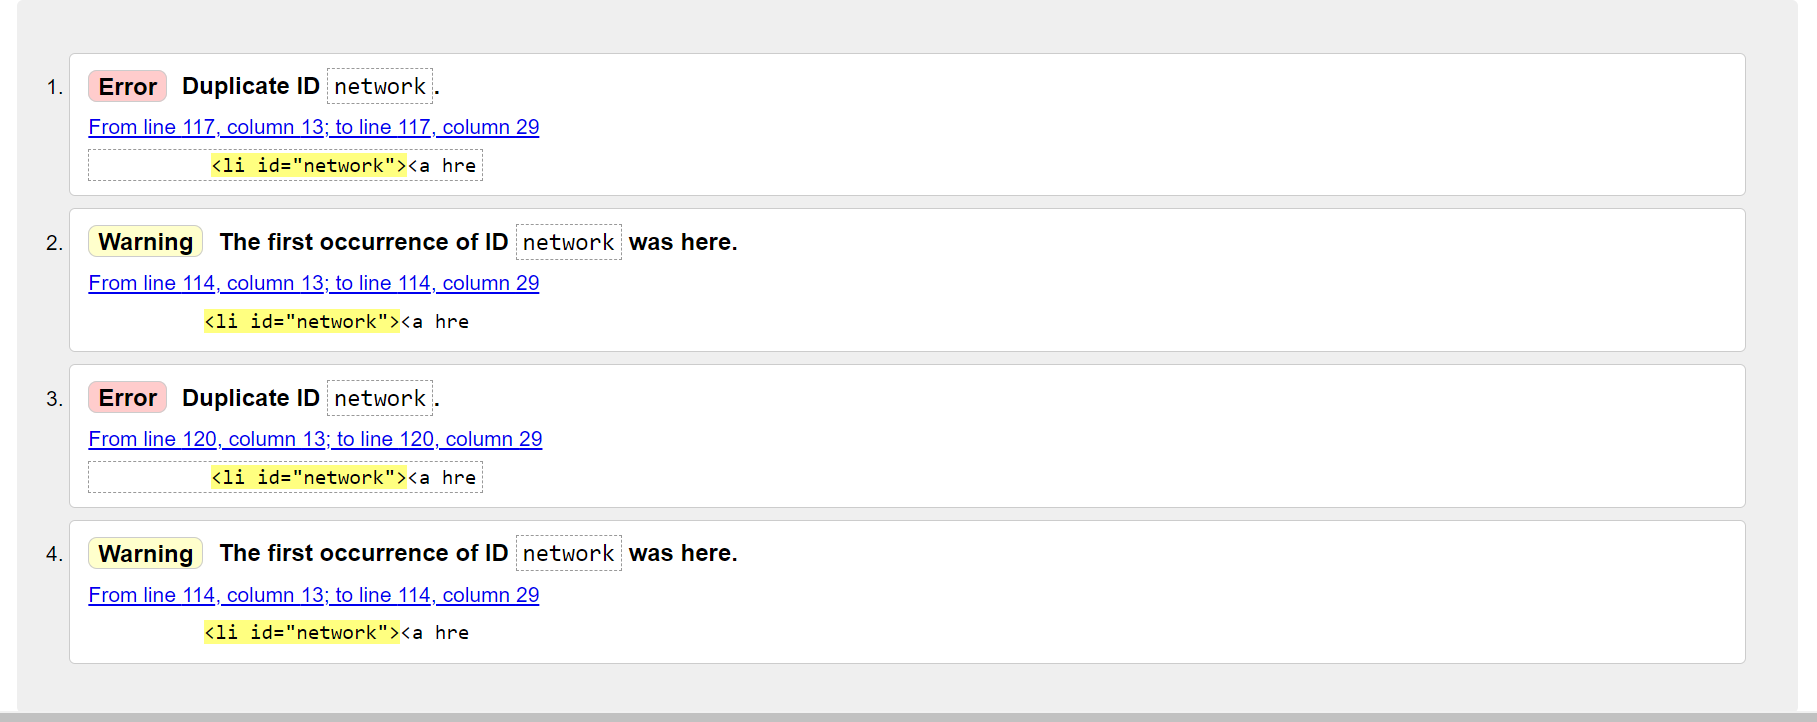 1. Error Duplicate ID network.
From line 117, column 13; to line 117, column 29
<li id="network"><a hre
2. Warning The first occurrence of ID network was here.
From line 114, column 13; to line 114, column 29
<li id="network"><a hre
3. Error Duplicate ID network.
From line 120, column 13; to line 120, column 29
<li id="network"><a hre
4. Warning The first occurrence of ID network was here.
From line 114, column 13; to line 114, column 29
<li id="network"><a hre